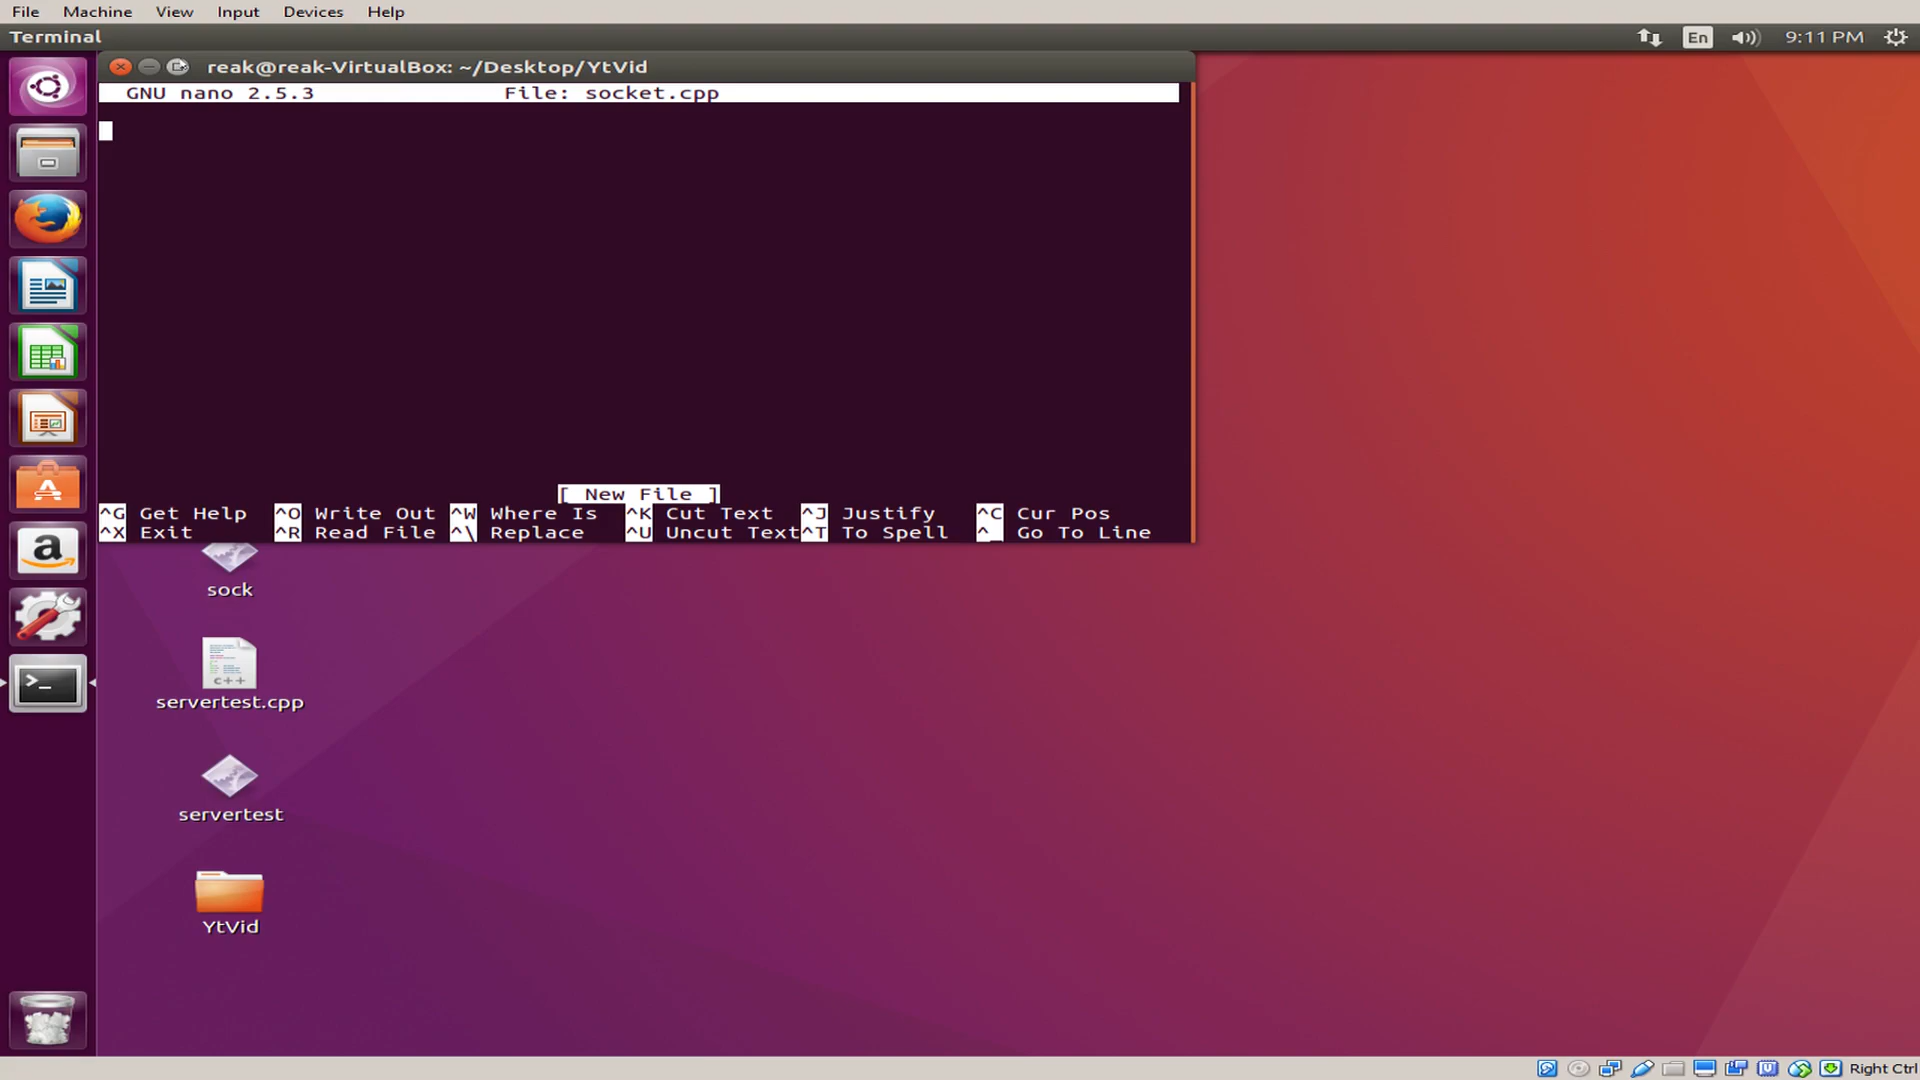 File Machine View Input Devices Help
Terminal En 9:11 PM
reak@reak-VirtualBox: ~/Desktop/YtVid
GNU nano 2.5.3 File: socket.cpp
[ New File ]
^G Get Help ^O Write Out ^W Where Is ^K Cut Text ^J Justify ^C Cur Pos
^X Exit ^R Read File ^\ Replace ^U Uncut Text ^T To Spell ^_ Go To Line
sock
C++
servertest.cpp
servertest
YtVid
Right Ctrl